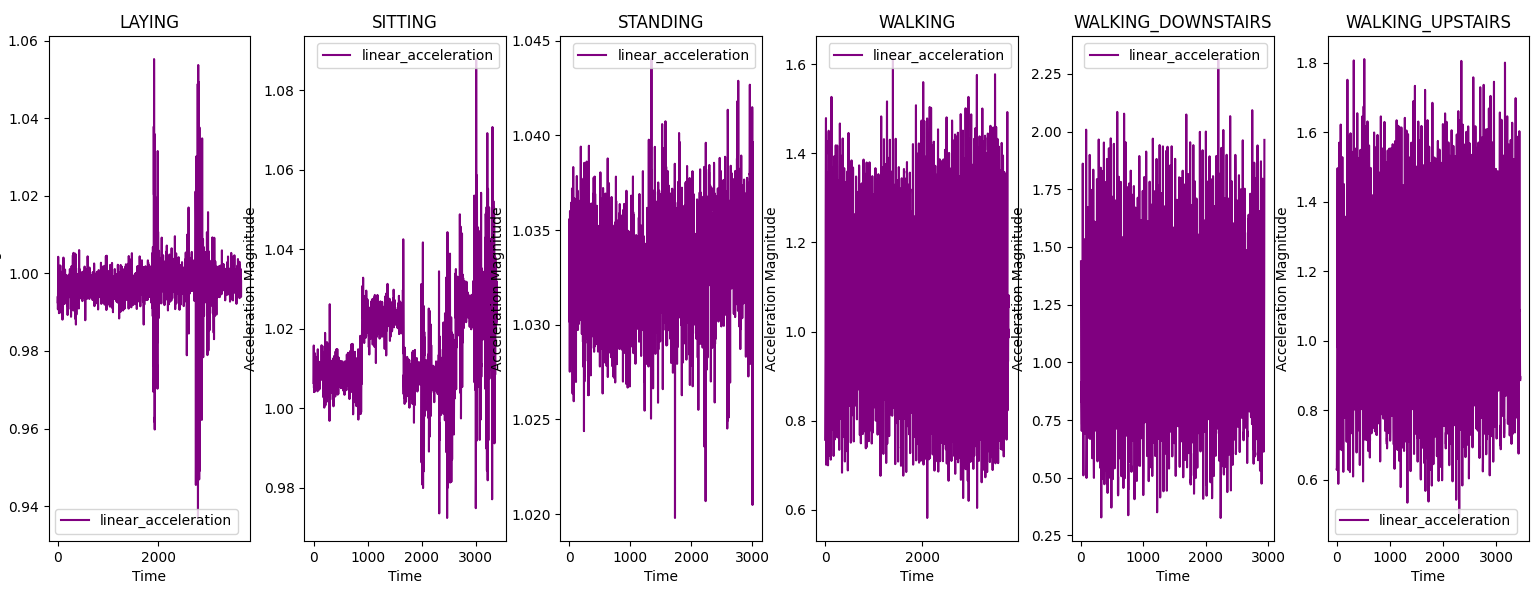 LAYING
1.06
1.04
1.02
1.00
0.98
0.96
0.94
linear_acceleration
0
2000
Time
SITTING
Acceleration Magnitude
1.08
1.06
1.04
1.02
1.00
0.98
linear_acceleration
0
1000
2000
3000
Time
STANDING
Acceleration Magnitude
1.045
1.040
1.035
1.030
1.025
1.020
linear_acceleration
0
1000
2000
3000
Time
WALKING
Acceleration Magnitude
1.6
1.4
1.2
1.0
0.8
0.6
linear_acceleration
0
2000
Time
WALKING_DOWNSTAIRS
Acceleration Magnitude
2.25
2.00
1.75
1.50
1.25
1.00
0.75
0.50
0.25
linear_acceleration
0
1000
2000
3000
Time
WALKING_UPSTAIRS
Acceleration Magnitude
1.8
1.6
1.4
1.2
1.0
0.8
0.6
linear_acceleration
0
1000
2000
3000
Time